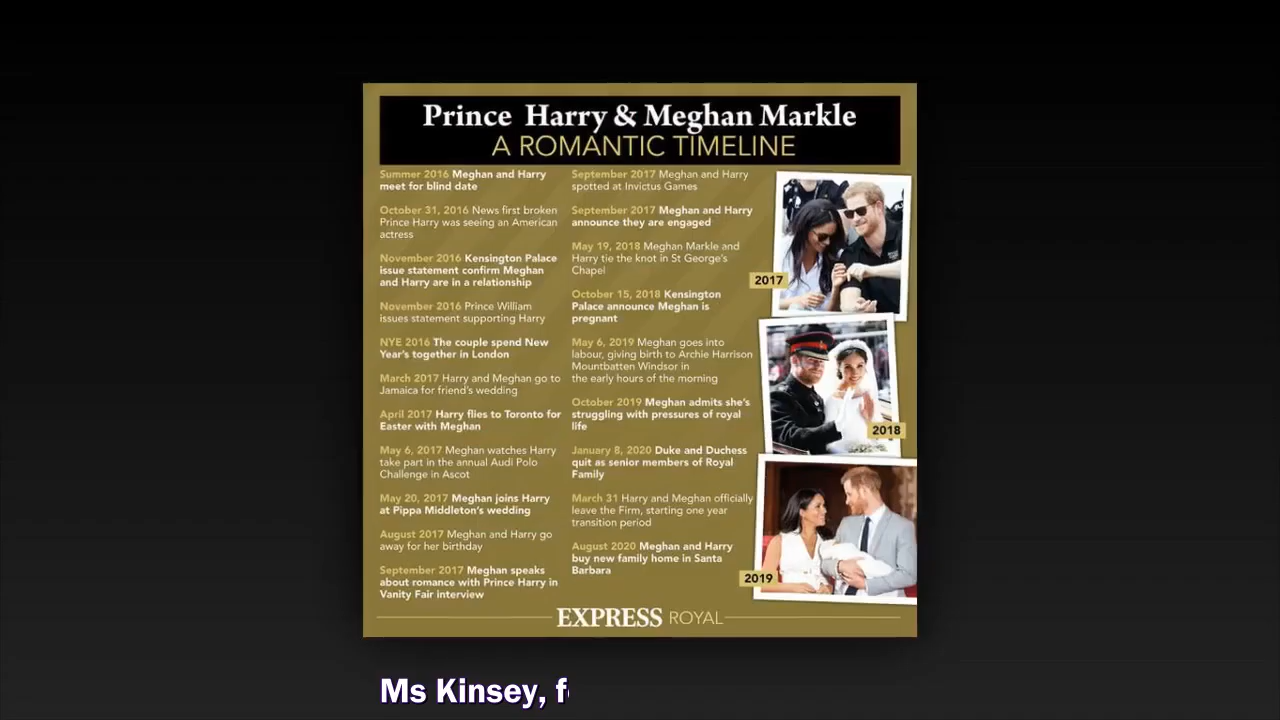 Prince Harry & Meghan Markle
A ROMANTIC TIMELINE
Summer 2016 Meghan and Harry
meet for blind date
October 31, 2016 News first broken
Prince Harry was seeing an American
actress
November 2016 Kensington Palace
issue statement confirm Meghan
and Harry are in a relationship
November 2016 Prince William
issues statement supporting Harry
NYE 2016 The couple spend New
Year's together in London
March 2017 Harry and Meghan go to
Jamaica for friend's wedding
April 2017 Harry flies to Toronto for
Easter with Meghan
May 6, 2017 Meghan watches Harry
take part in the annual Audi Polo
Challenge in Ascot
May 20, 2017 Meghan joins Harry
at Pippa Middleton's wedding
August 2017 Meghan and Harry go
away for her birthday
September 2017 Meghan speaks
about romance with Prince Harry in
Vanity Fair interview
September 2017 Meghan and Harry
spotted at Invictus Games
September 2017 Meghan and Harry
announce they are engaged
May 19, 2018 Meghan Markle and
Harry tie the knot in St George's
Chapel
October 15, 2018 Kensington
Palace announce Meghan is
pregnant
May 6, 2019 Meghan goes into
labour, giving birth to Archie Harrison
Mountbatten Windsor in
the early hours of the morning
October 2019 Meghan admits she's
struggling with pressures of royal
life
January 8, 2020 Duke and Duchess
quit as senior members of Royal
Family
March 31 Harry and Meghan officially
leave the Firm, starting one year
transition period
August 2020 Meghan and Harry
buy new family home in Santa
Barbara
2017
2018
2019
EXPRESS ROYAL
Ms Kinsey, f